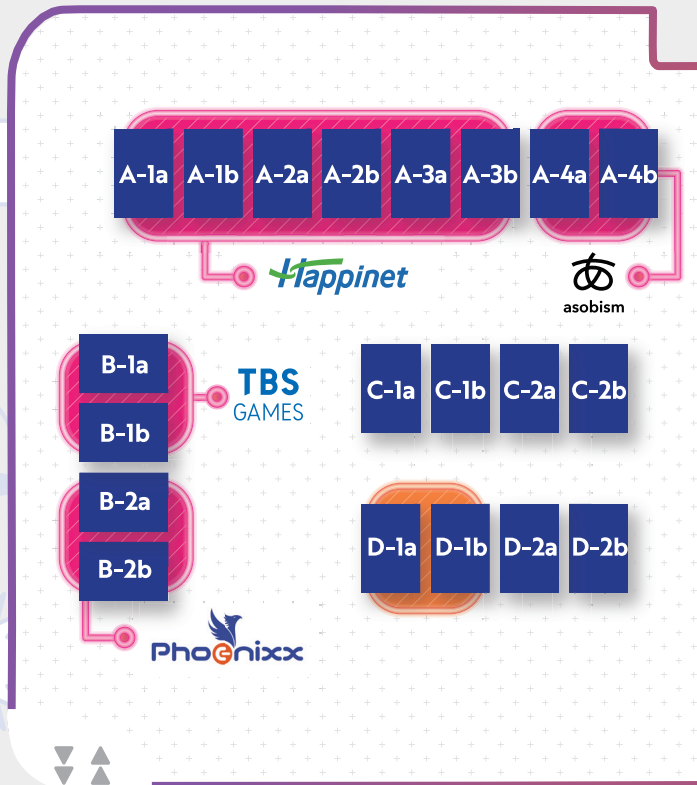 A-1a A-1b A-2a A-2b A-3a A-3b A-4a A-4b
Happinet
asobism
B-1a
B-1b
TBS
GAMES
C-1a C-1b C-2a C-2b
B-2a
B-2b
D-1a D-1b D-2a D-2b
Phoenixx